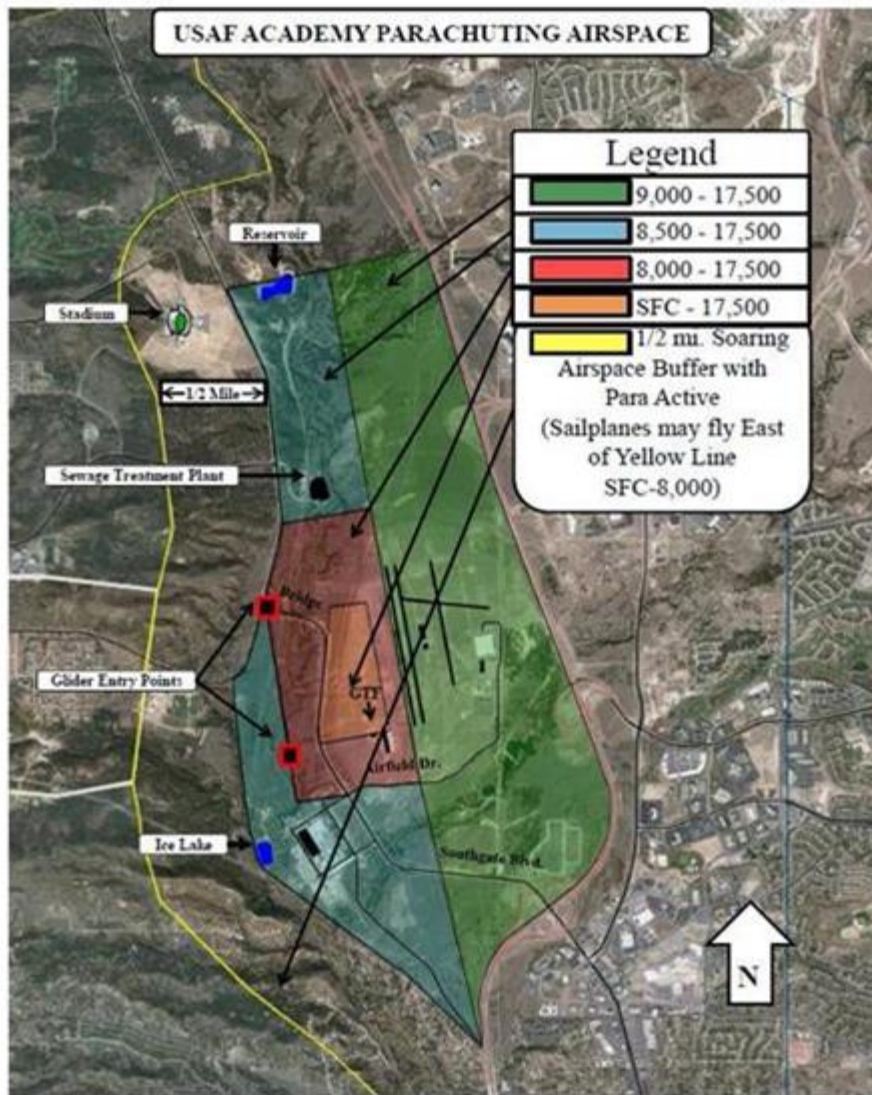 USAF ACADEMY PARACHUTING AIRSPACE
Legend
9,000 - 17,500
8,500 - 17,500
8,000 - 17,500
SFC - 17,500
1/2 mi. Soaring
Airspace Buffer with
Para Active
(Sailplanes may fly East
of Yellow Line
SFC-8,000)
Reservoir
Stadium
1/2 Mile
Sewage Treatment Plant
Bridge
Glider Entry Points
GTF
Airfield Dr.
Ice Lake
Southgate Blvd.
N